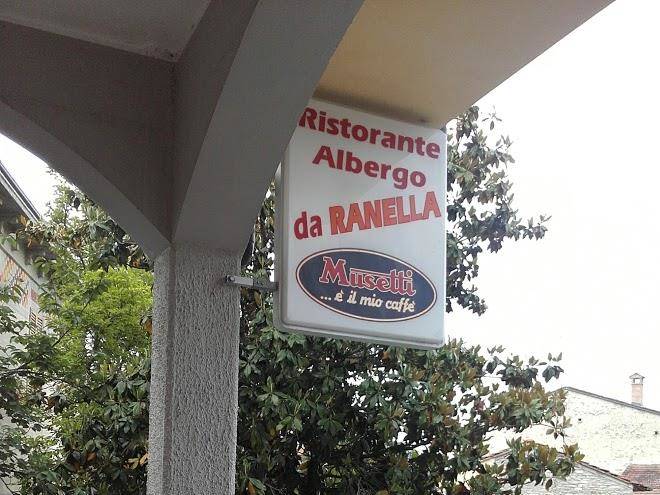 Ristorante
Albergo
da RANELLA
Musetti
...è il mio caffè